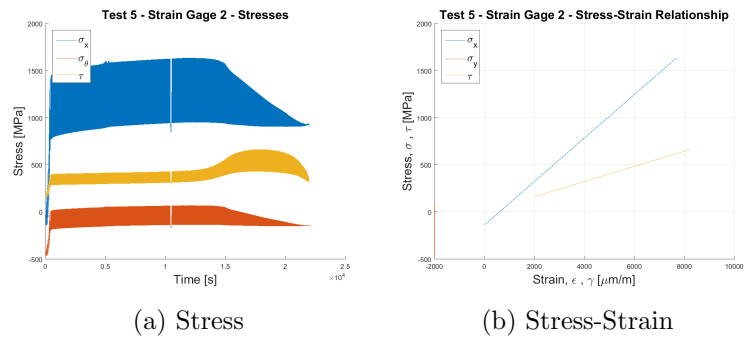 Test 5 - Strain Gage 2 - Stresses
2000
1500
1000
500
0
-500
Stress [MPa]
σx
σθ
τ
0
0.5
1
1.5
2
2.5
×10⁴
Time [s]
(a) Stress
Test 5 - Strain Gage 2 - Stress-Strain Relationship
2000
1500
1000
500
0
-500
Stress, σ , τ [MPa]
σx
σy
τ
-2000
0
2000
4000
6000
8000
10000
Strain, ϵ , γ [μm/m]
(b) Stress-Strain